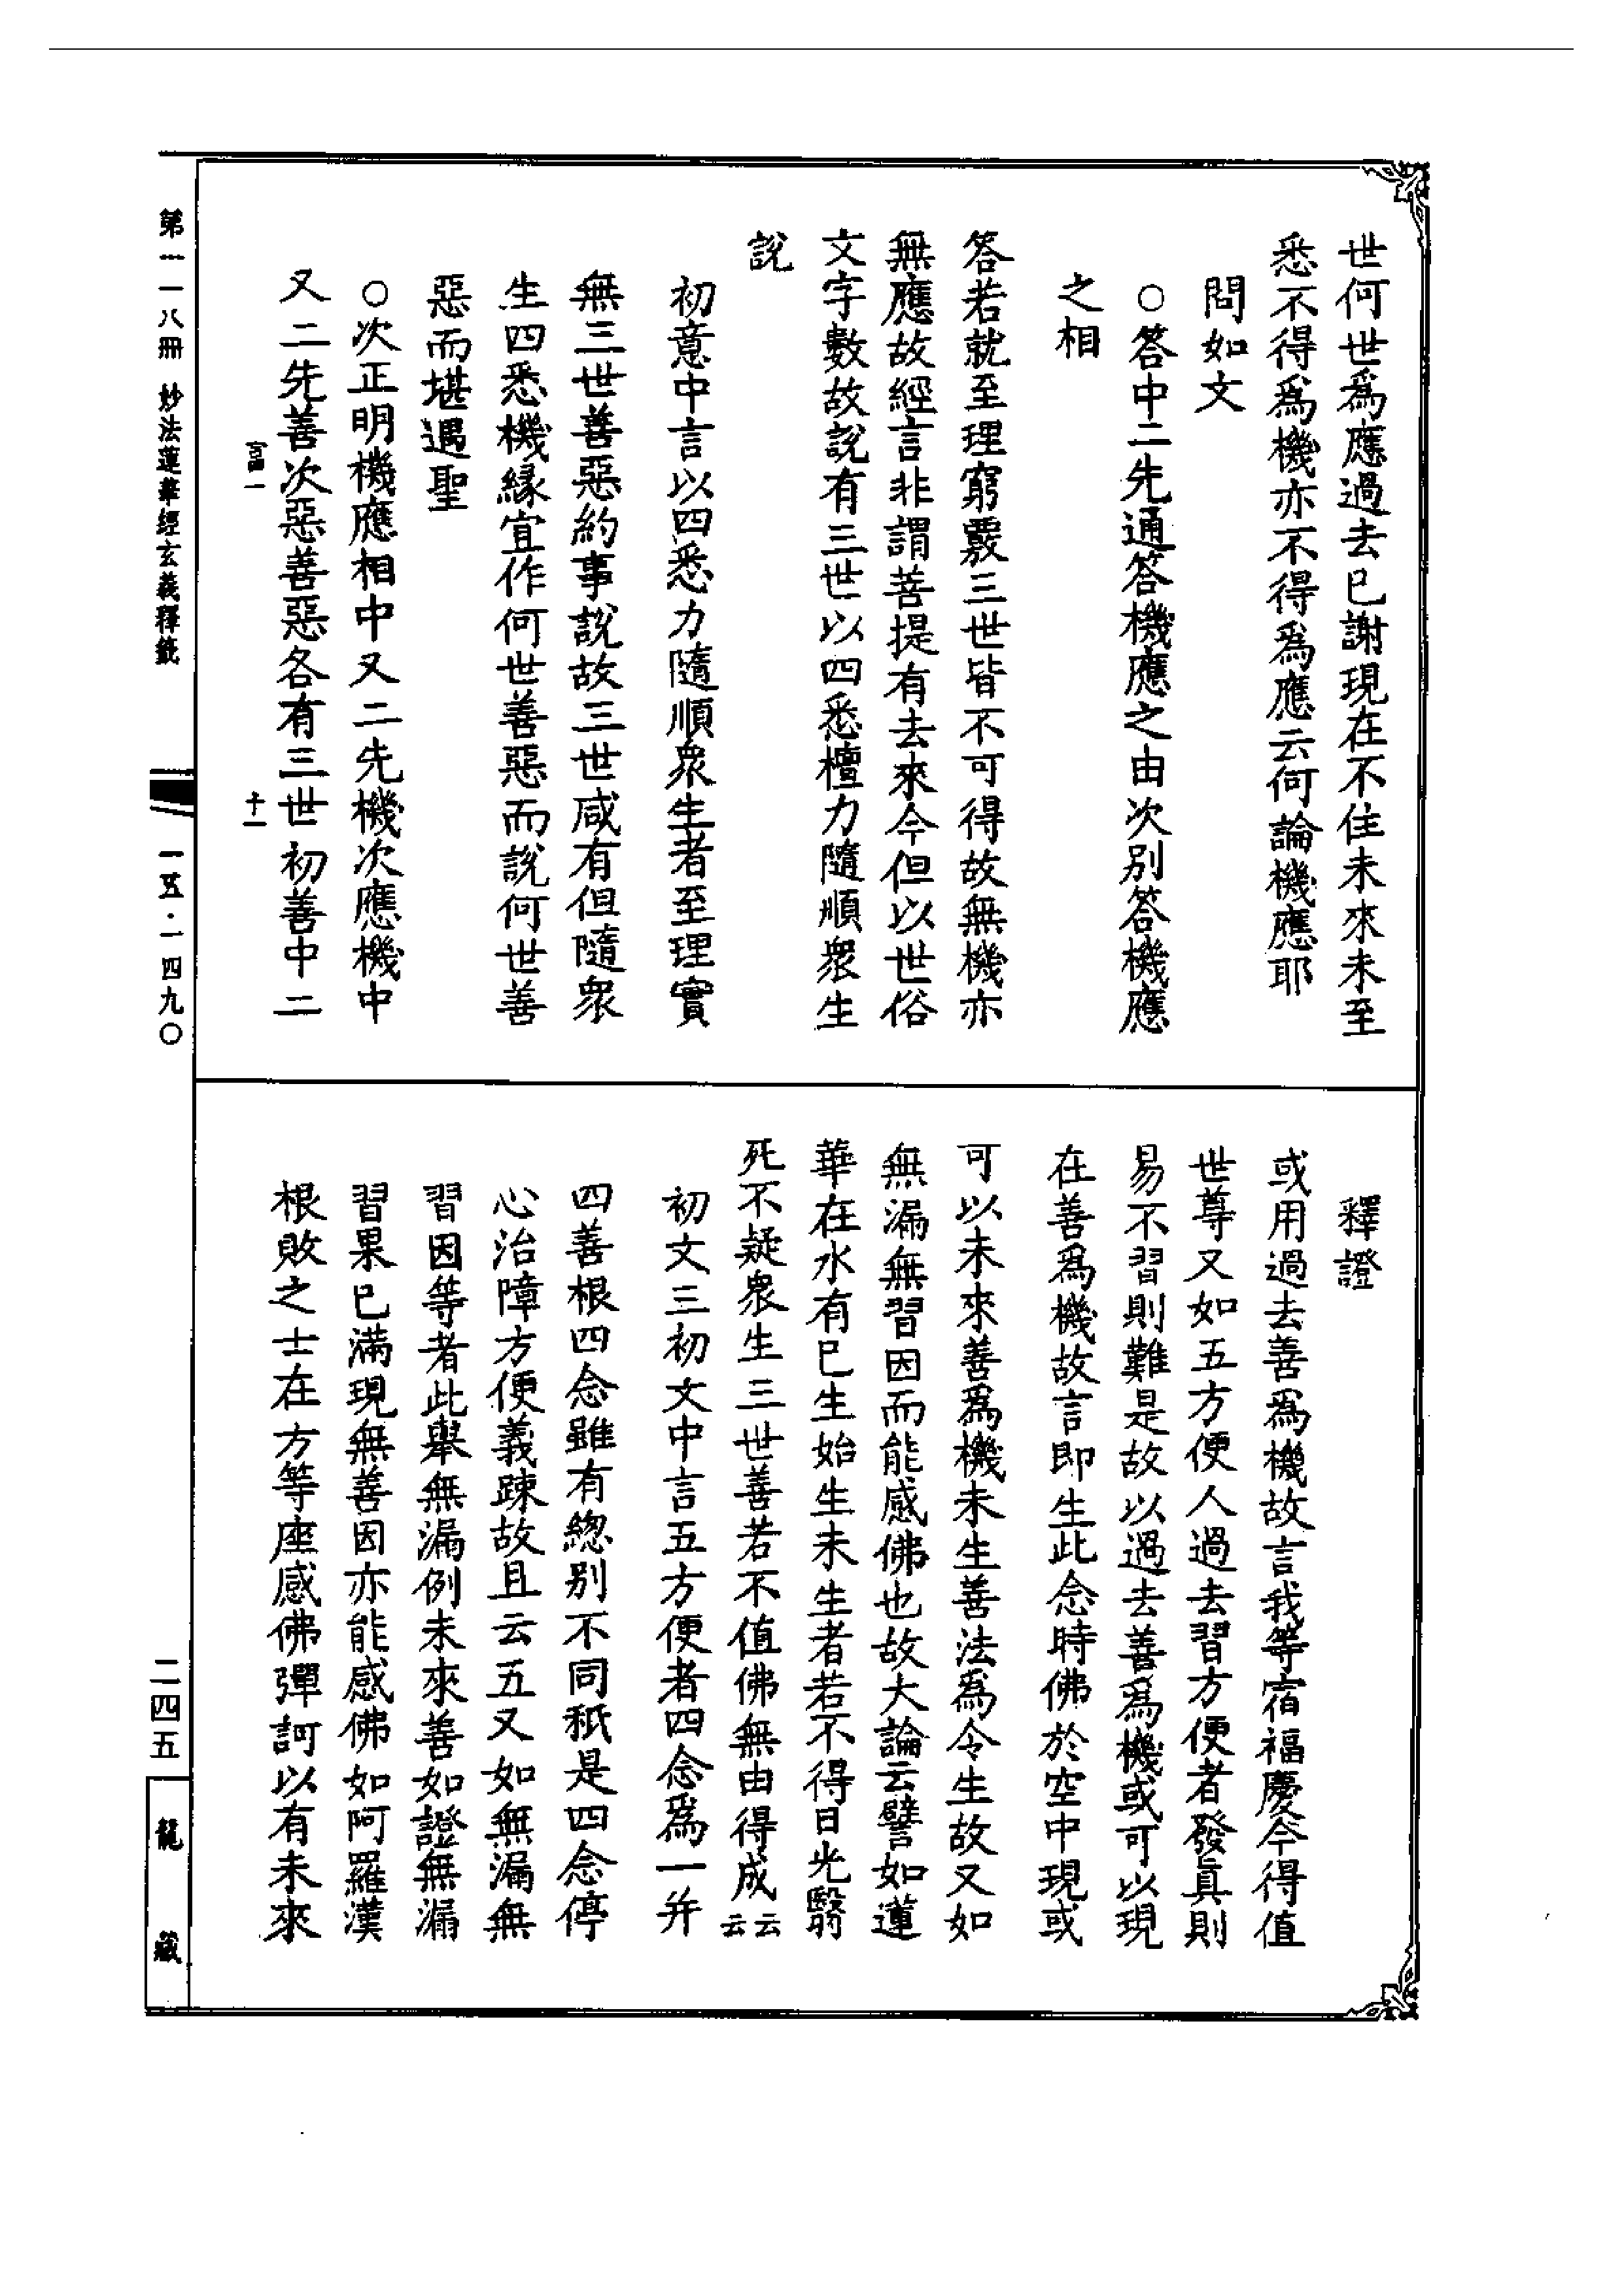 世何世爲應過去已謝現在不住未來未至
悉不得爲機亦不得爲應云何論機應耶
問如文
○答中二先通答機應之由次別答機應
之相
答若就至理窮覈三世皆不可得故無機亦
無應故經言非謂菩提有去來今但以世俗
文字數故說有三世以四悉檀力隨順衆生
說
初意中言以四悉力隨順衆生者至理實
無三世善惡約事說故三世咸有但隨衆
生四悉機緣宜作何世善惡而說何世善
惡而堪遇聖
○次正明機應相中又二先機次應機中
又二先善次惡善惡各有三世初善中二
釋證
或用過去善爲機故言我等宿福慶今得值
世尊又如五方便人過去習方便者發眞則
易不習則難是故以過去善爲機或可以現
在善爲機故言即生此念時佛於空中現或
可以未來善爲機未生善法爲令生故又如
無漏無習因而能感佛也故大論云譬如蓮
華在水有已生始生未生者若不得日光翳
死不疑衆生三世善若不值佛無由得成云云
初文三初文中言五方便者四念爲一并
四善根四念雖有總別不同秖是四念停
心治障方便義疎故且云五又如無漏無
習因等者此舉無漏例未來善如證無漏
習果已滿現無善因亦能感佛如阿羅漢
根敗之士在方等座感佛彈訶以有未來
第一一八冊 妙法蓮華經玄義釋籤
十一
一五·一四九〇
二四五
龍藏